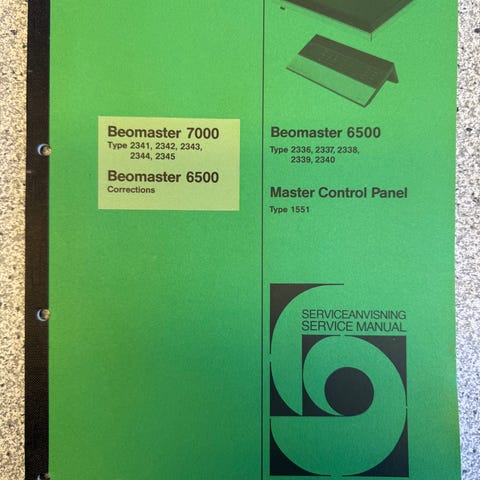 Beomaster 7000
Type 2341, 2342, 2343,
2344, 2345
Beomaster 6500
Corrections
Beomaster 6500
Type 2336, 2337, 2338,
2339, 2340
Master Control Panel
Type 1551
SERVICEANVISNING
SERVICE MANUAL